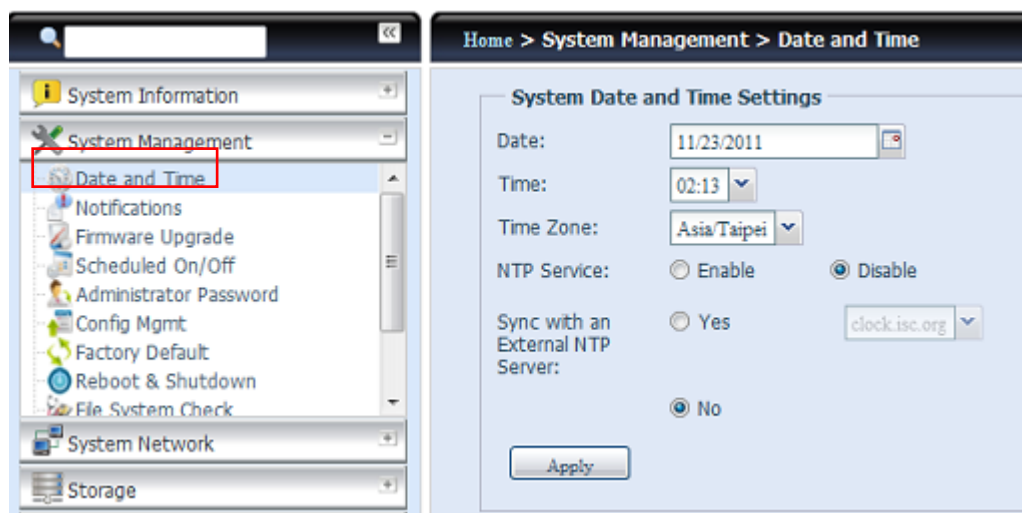 Home > System Management > Date and Time
System Information
System Management
Date and Time
Notifications
Firmware Upgrade
Scheduled On/Off
Administrator Password
Config Mgmt
Factory Default
Reboot & Shutdown
File System Check
System Network
Storage
System Date and Time Settings
Date: 11/23/2011
Time: 02:13
Time Zone: Asia/Taipei
NTP Service: Enable Disable
Sync with an Yes clock.isc.org
External NTP
Server:
No
Apply